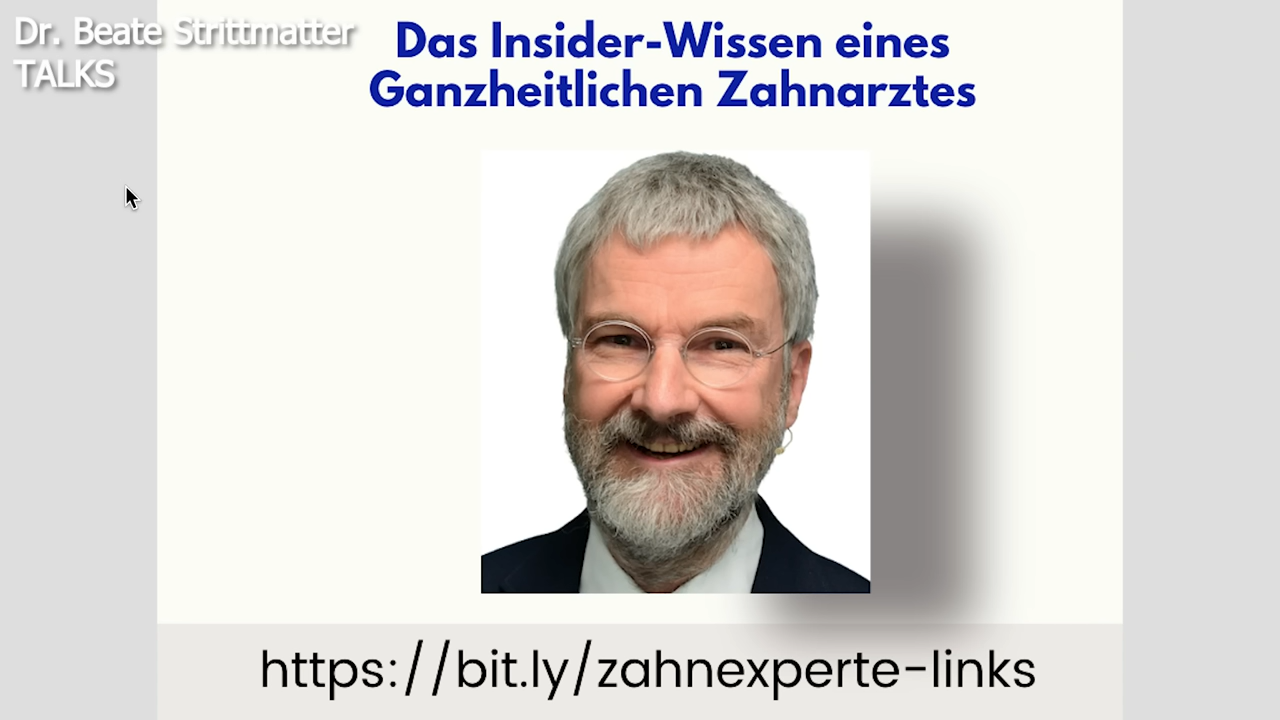 Dr. Beate Strittmatter
TALKS
Das Insider-Wissen eines
Ganzheitlichen Zahnarztes
https://bit.ly/zahnexperte-links